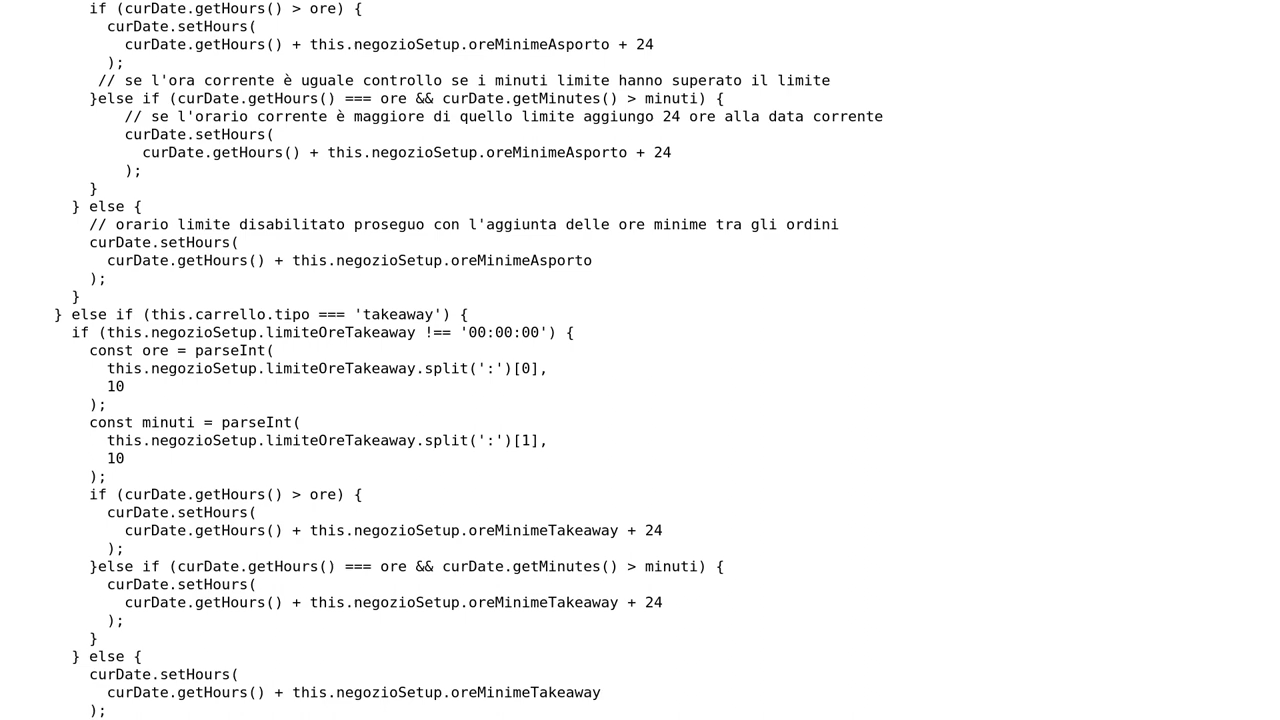 if (curDate.getHours() > ore) {
curDate.setHours(
curDate.getHours() + this.negozioSetup.oreMinimeAsporto + 24
);
// se l'ora corrente è uguale controllo se i minuti limite hanno superato il limite
}else if (curDate.getHours() === ore && curDate.getMinutes() > minuti) {
// se l'orario corrente è maggiore di quello limite aggiungo 24 ore alla data corrente
curDate.setHours(
curDate.getHours() + this.negozioSetup.oreMinimeAsporto + 24
);
}
} else {
// orario limite disabilitato proseguo con l'aggiunta delle ore minime tra gli ordini
curDate.setHours(
curDate.getHours() + this.negozioSetup.oreMinimeAsporto
);
}
} else if (this.carrello.tipo === 'takeaway') {
if (this.negozioSetup.limiteOreTakeaway !== '00:00:00') {
const ore = parseInt(
this.negozioSetup.limiteOreTakeaway.split(':')[0],
10
);
const minuti = parseInt(
this.negozioSetup.limiteOreTakeaway.split(':')[1],
10
);
if (curDate.getHours() > ore) {
curDate.setHours(
curDate.getHours() + this.negozioSetup.oreMinimeTakeaway + 24
);
}else if (curDate.getHours() === ore && curDate.getMinutes() > minuti) {
curDate.setHours(
curDate.getHours() + this.negozioSetup.oreMinimeTakeaway + 24
);
}
} else {
curDate.setHours(
curDate.getHours() + this.negozioSetup.oreMinimeTakeaway
);